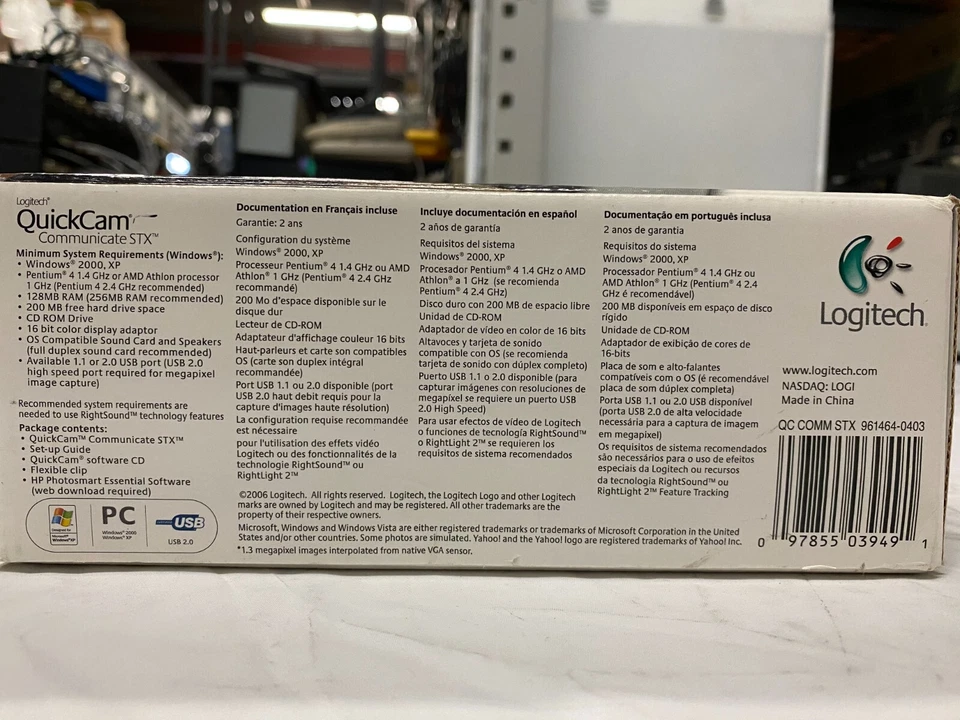 Logitech®
QuickCam®
Communicate STX™
Minimum System Requirements (Windows®):
• Windows® 2000, XP
• Pentium® 4 1.4 GHz or AMD Athlon processor
1 GHz (Pentium 4 2.4 GHz recommended)
• 128MB RAM (256MB RAM recommended)
• 200 MB free hard drive space
• CD ROM Drive
• 16 bit color display adaptor
• OS Compatible Sound Card and Speakers
(full duplex sound card recommended)
• Available 1.1 or 2.0 USB port (USB 2.0
high speed port required for megapixel
image capture)
*Recommended system requirements are
needed to use RightSound™ technology features
Package contents:
• QuickCam™ Communicate STX™
• Set-up Guide
• QuickCam® software CD
• Flexible clip
• HP Photosmart Essential Software
(web download required)
Designed for
Microsoft®
Windows®XP
PC
Windows® 2000
Windows® XP
USB
USB 2.0
Documentation en Français incluse
Garantie: 2 ans
Configuration du système
Windows® 2000, XP
Processeur Pentium® 4 1.4 GHz ou AMD
Athlon® 1 GHz (Pentium® 4 2.4 GHz
recommandé)
200 Mo d'espace disponible sur le
disque dur
Lecteur de CD-ROM
Adaptateur d'affichage couleur 16 bits
Haut-parleurs et carte son compatibles
OS (carte son duplex intégral
recommandée)
Port USB 1.1 ou 2.0 disponible (port
USB 2.0 haut debit requis pour la
capture d'images haute résolution)
La configuration requise recommandée
est nécessaire
pour l'utilisation des effets vidéo
Logitech ou des fonctionnalités de la
technologie RightSound™ ou
RightLight 2™
Incluye documentación en español
2 años de garantía
Requisitos del sistema
Windows® 2000, XP
Procesador Pentium® 4 1.4 GHz o AMD
Athlon® a 1 GHz (se recomienda
Pentium® 4 2.4 GHz)
Disco duro con 200 MB de espacio libre
Unidad de CD-ROM
Adaptador de vídeo en color de 16 bits
Altavoces y tarjeta de sonido
compatible con OS (se recomienda
tarjeta de sonido con dúplex completo)
Puerto USB 1.1 o 2.0 disponible (para
capturar imágenes con resoluciones de
megapíxel se requiere un puerto USB
2.0 High Speed)
Para usar efectos de vídeo de Logitech
o funciones de tecnología RightSound™
o RightLight 2™ se requieren los
requisitos de sistema recomendados
Documentação em português inclusa
2 anos de garantia
Requisitos do sistema
Windows® 2000, XP
Processador Pentium® 4 1.4 GHz ou
AMD Athlon® 1 GHz (Pentium® 4 2.4
GHz é recomendável)
200 MB disponíveis em espaço de disco
rígido
Unidade de CD-ROM
Adaptador de exibição de cores de
16-bits
Placa de som e alto-falantes
compatíveis com o OS (é recomendável
placa de som dúplex completa)
Porta USB 1.1 ou 2.0 USB disponível
(porta USB 2.0 de alta velocidade
necessária para a captura de imagem
em megapixel)
Os requisitos de sistema recomendados
são necessários para o uso de efeitos
especiais da Logitech ou recursos
da tecnologia RightSound™ ou
RightLight 2™ Feature Tracking
©2006 Logitech. All rights reserved. Logitech, the Logitech Logo and other Logitech
marks are owned by Logitech and may be registered. All other trademarks are the
property of their respective owners.
Microsoft, Windows and Windows Vista are either registered trademarks or trademarks of Microsoft Corporation in the United
States and/or other countries. Some photos are simulated. Yahoo! and the Yahoo! logo are registered trademarks of Yahoo! Inc.
*1.3 megapixel images interpolated from native VGA sensor.
Logitech®
www.logitech.com
NASDAQ: LOGI
Made in China
QC COMM STX 961464-0403
0 97855 03949 1